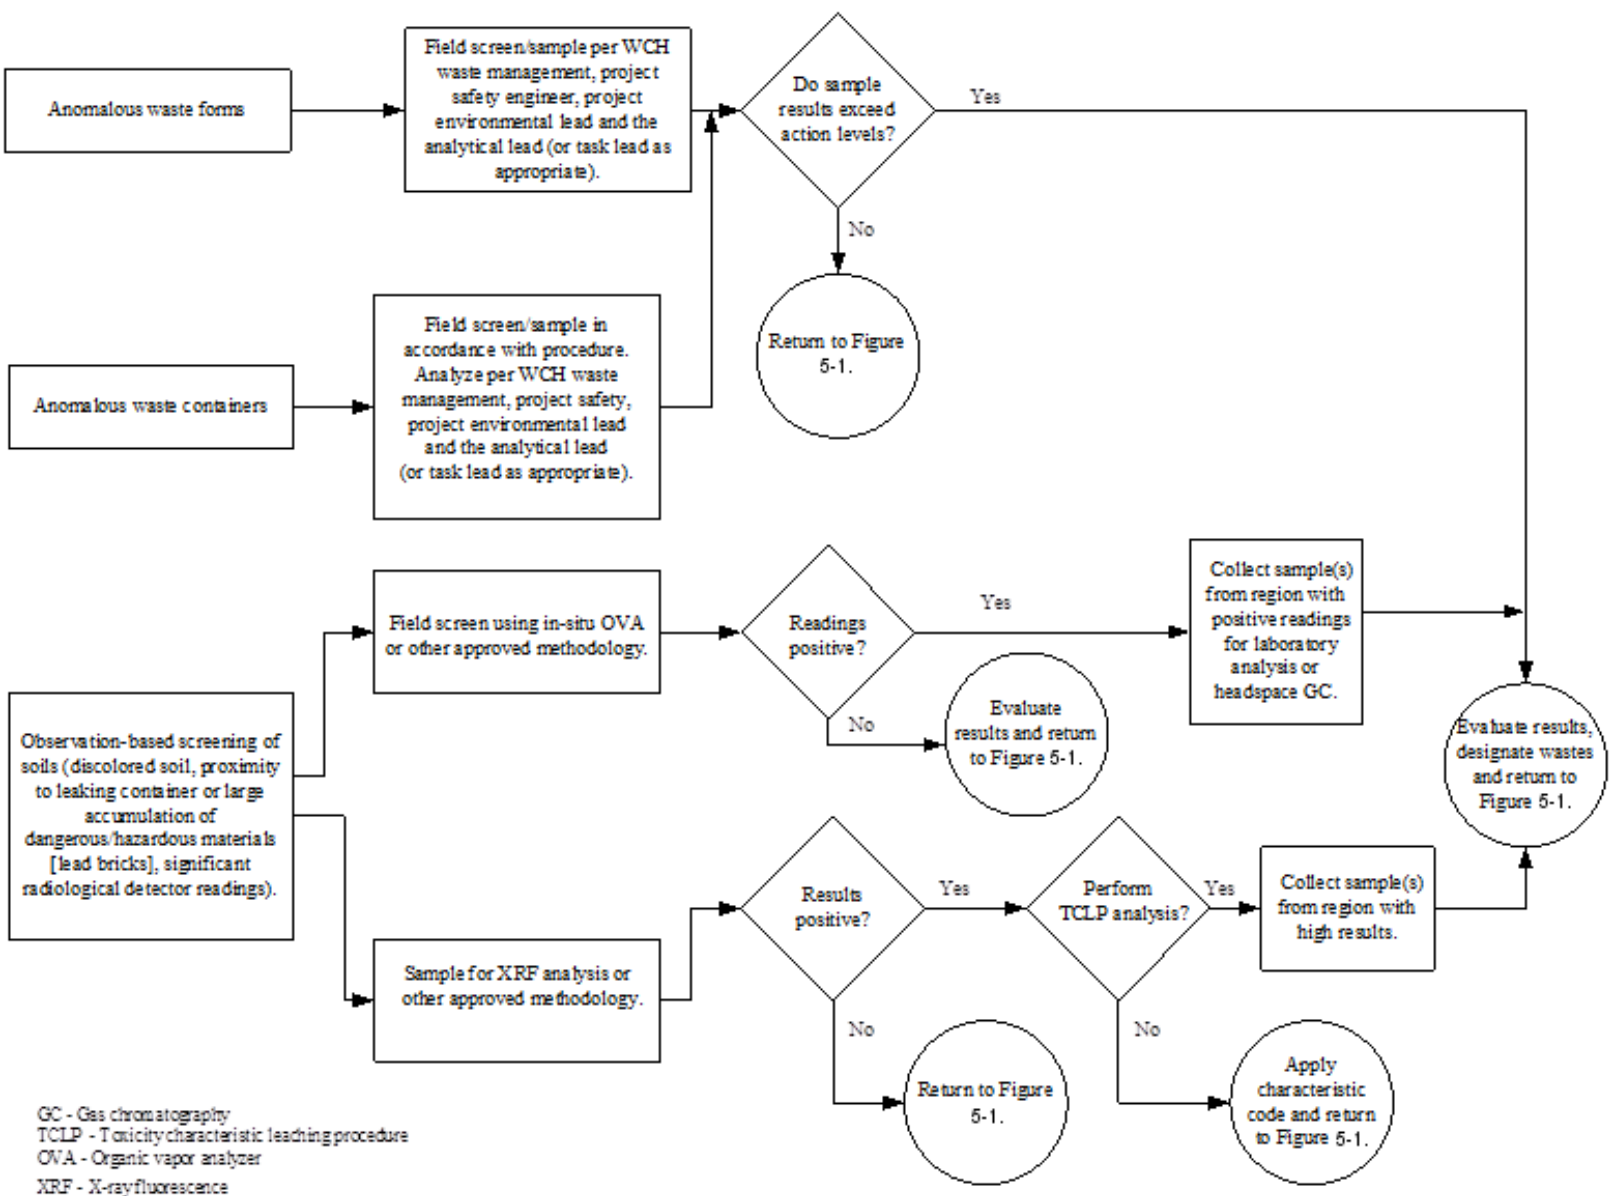 Anomalous waste forms
Field screen/sample per WCH
waste management, project
safety engineer, project
environmental lead and the
analytical lead (or task lead as
appropriate).
Do sample
results exceed
action levels?
Yes
No
Return to Figure
5-1.
Anomalous waste containers
Field screen/sample in
accordance with procedure.
Analyze per WCH waste
management, project safety,
project environmental lead
and the analytical lead
(or task lead as appropriate).
Observation-based screening of
soils (discolored soil, proximity
to leaking container or large
accumulation of
dangerous/hazardous materials
[lead bricks], significant
radiological detector readings).
Field screen using in-situ OVA
or other approved methodology.
Readings
positive?
Yes
No
Evaluate
results and return
to Figure 5-1.
Collect sample(s)
from region with
positive readings
for laboratory
analysis or
headspace GC.
Evaluate results,
designate wastes
and return to
Figure 5-1.
Sample for XRF analysis or
other approved methodology.
Results
positive?
Yes
No
Return to Figure
5-1.
Perform
TCLP analysis?
Yes
No
Collect sample(s)
from region with
high results.
Apply
characteristic
code and return
to Figure 5-1.
GC - Gas chromatography
TCLP - Toxicity characteristic leaching procedure
OVA - Organic vapor analyzer
XRF - X-ray fluorescence